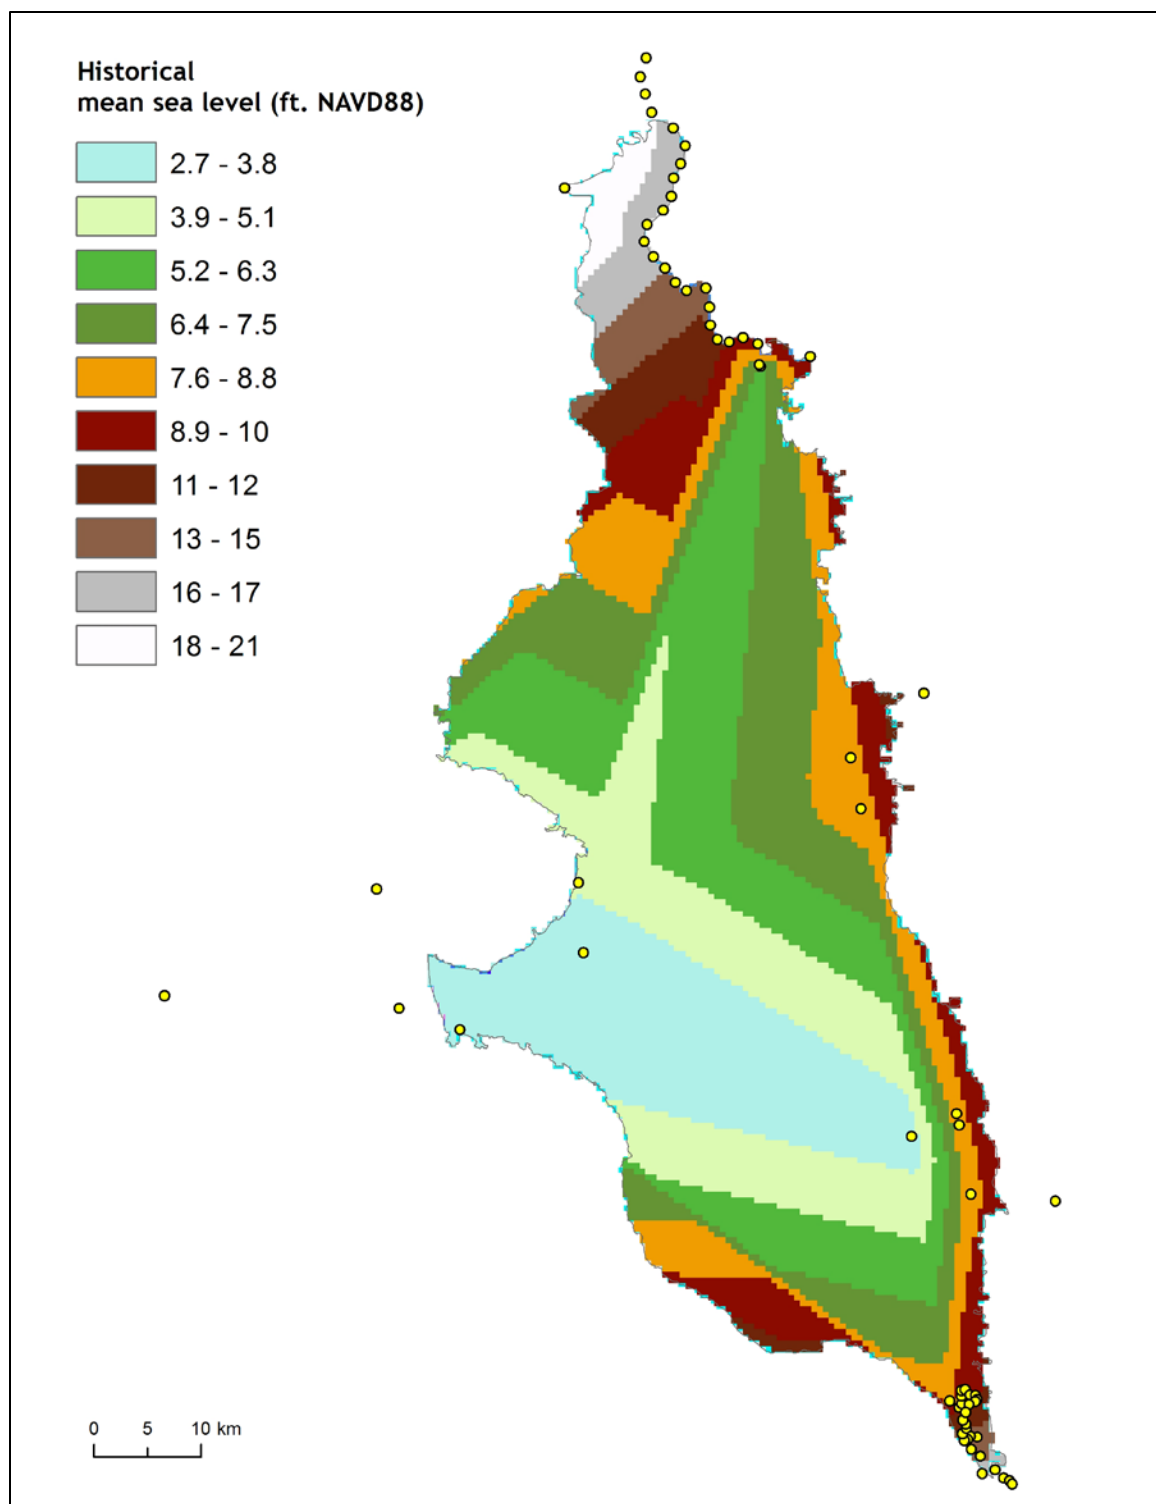 Historical
mean sea level (ft. NAVD88)
2.7 - 3.8
3.9 - 5.1
5.2 - 6.3
6.4 - 7.5
7.6 - 8.8
8.9 - 10
11 - 12
13 - 15
16 - 17
18 - 21
0 5 10 km